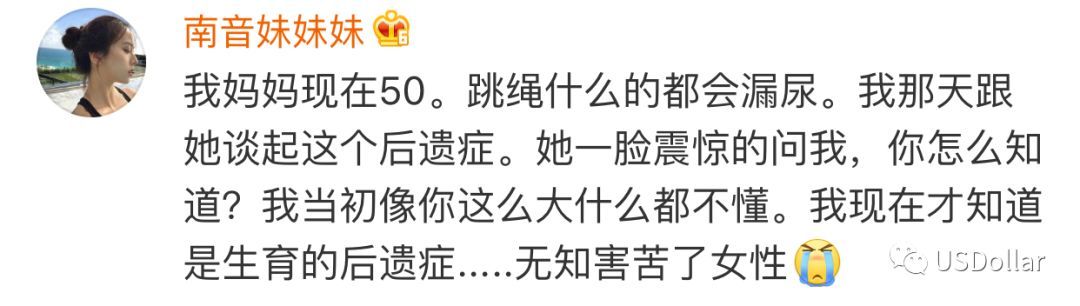 南音妹妹妹
我妈妈现在50。跳绳什么的都会漏尿。我那天跟
她谈起这个后遗症。她一脸震惊的问我，你怎么知
道？我当初像你这么大什么都不懂。我现在才知道
是生育的后遗症.....无知害苦了女性
USDollar